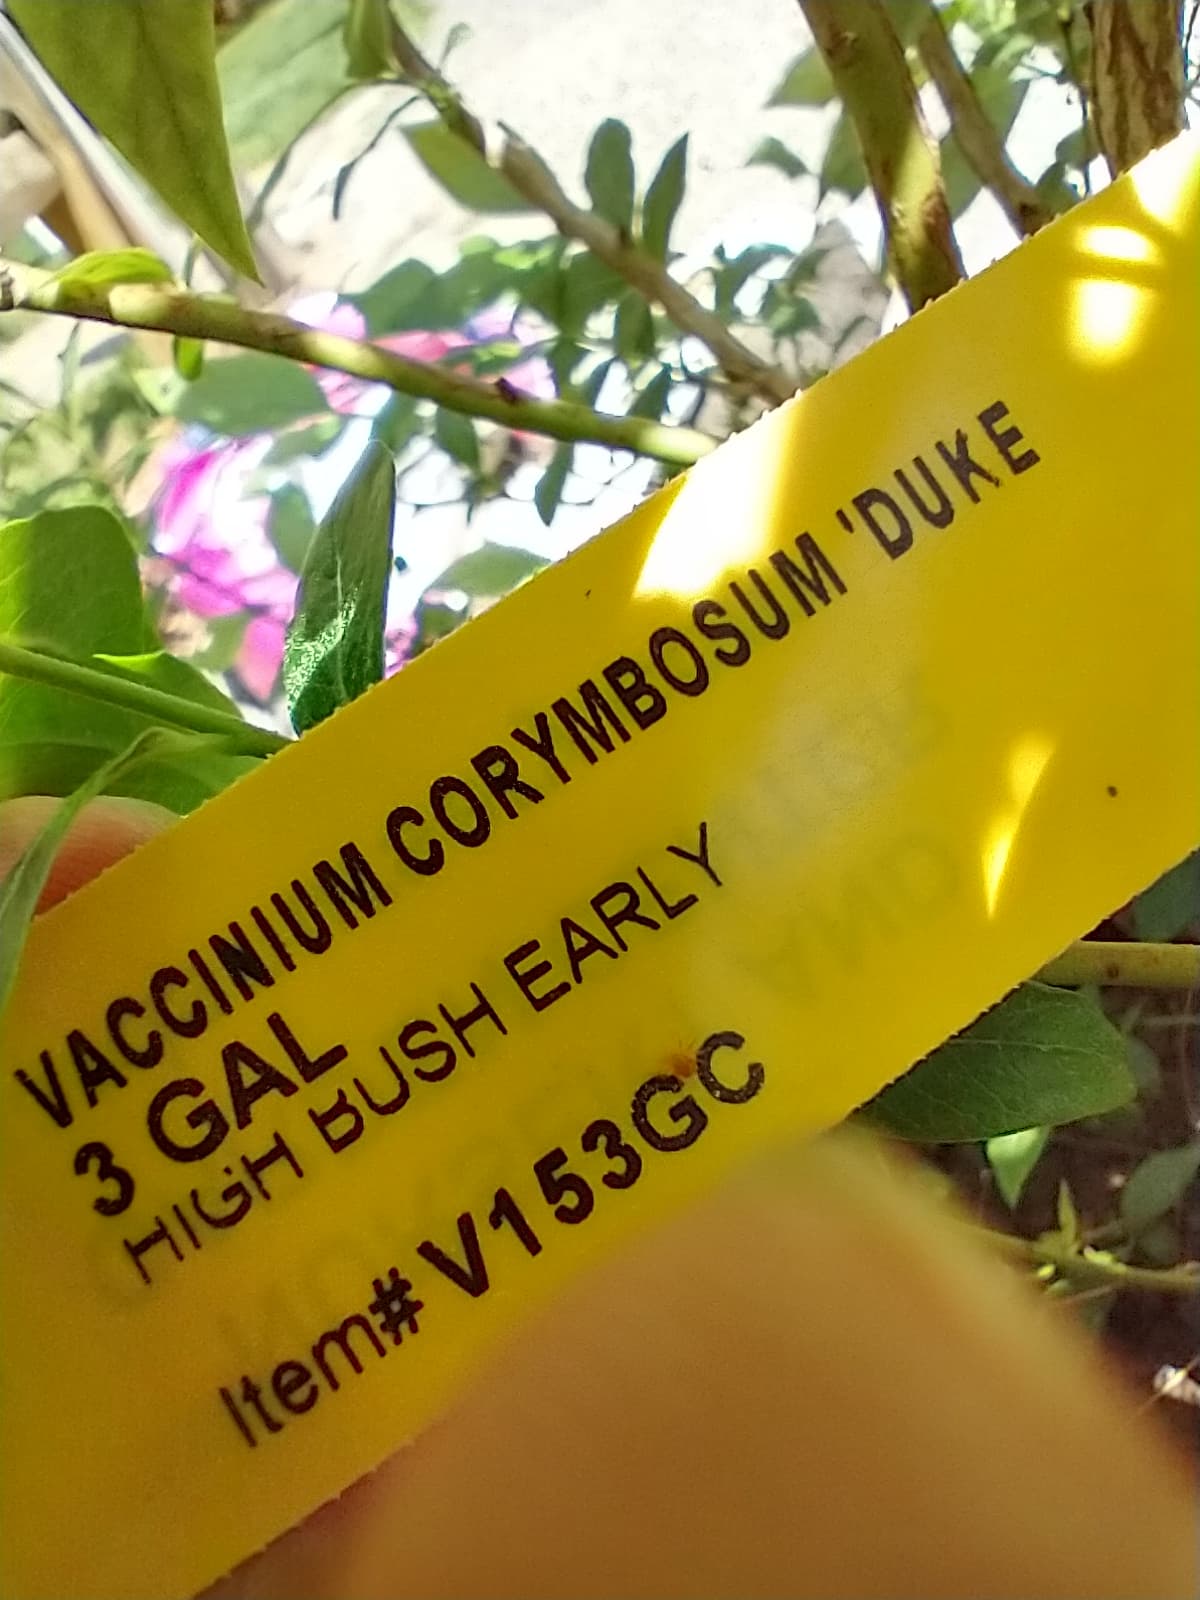 VACCINIUM CORYMBOSUM 'DUKE
3 GAL
HIGH BUSH EARLY
Item# V153GC